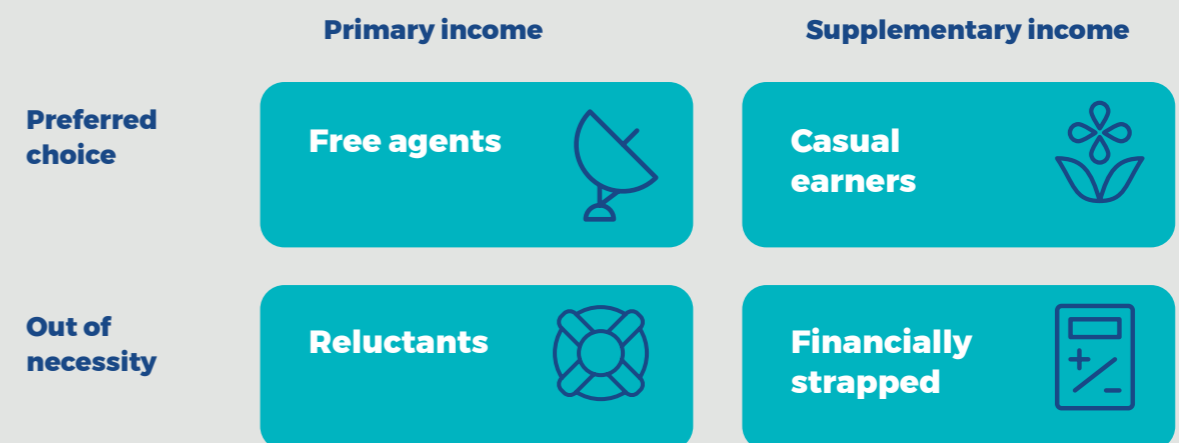 Primary income
Supplementary income
Preferred
choice
Free agents
Casual
earners
Out of
necessity
Reluctants
Financially
strapped